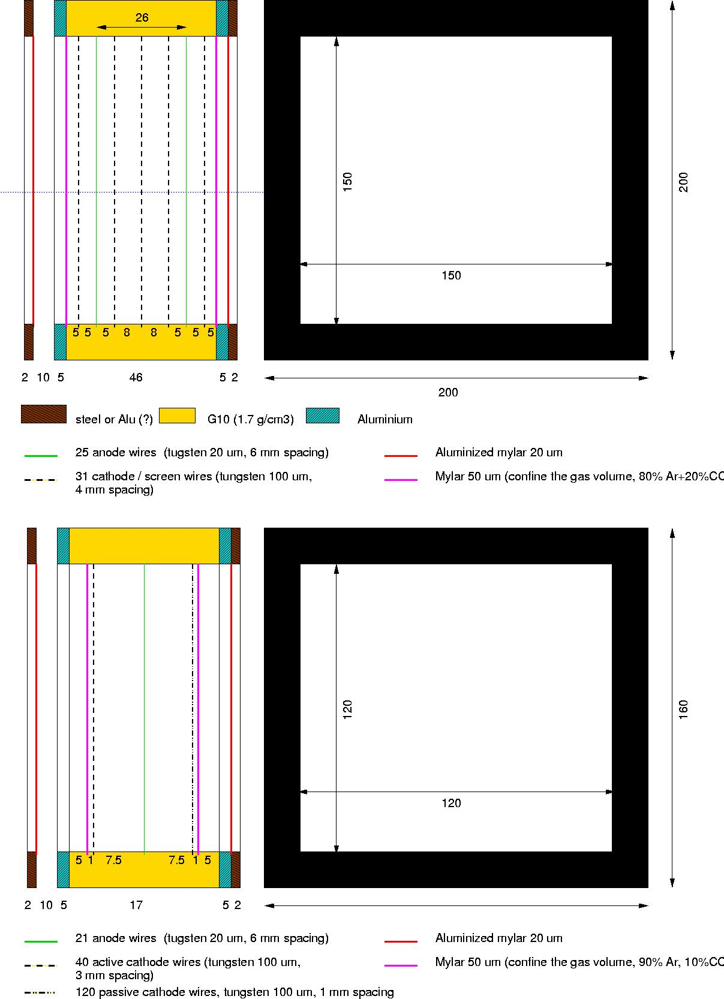 26
150
150
200
5 5 5 8 8 5 5 5
2 10 5 46 5 2
200
steel or Alu (?) G10 (1.7 g/cm3) Aluminium
25 anode wires (tugsten 20 um, 6 mm spacing) Aluminized mylar 20 um
31 cathode / screen wires (tungsten 100 um, Mylar 50 um (confine the gas volume, 80% Ar+20%CC
4 mm spacing)
120
160
120
5 1 7.5 7.5 1 5
2 10 5 17 5 2
21 anode wires (tugsten 20 um, 6 mm spacing) Aluminized mylar 20 um
40 active cathode wires (tungsten 100 um, Mylar 50 um (confine the gas volume, 90% Ar, 10%CC
3 mm spacing)
120 passive cathode wires, tungsten 100 um, 1 mm spacing